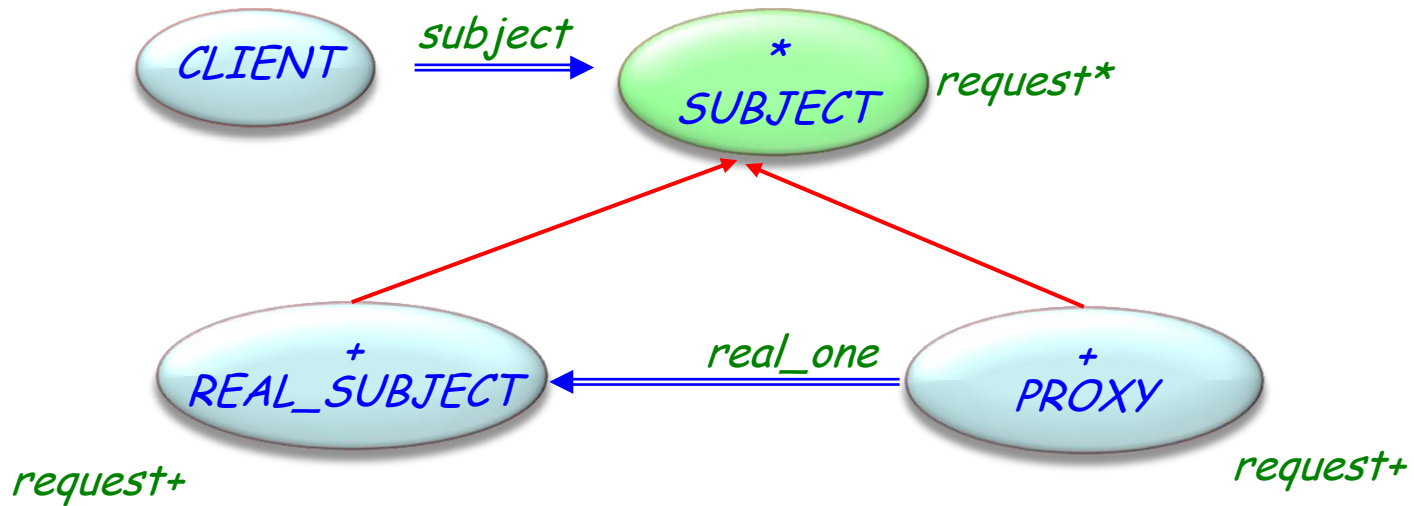 CLIENT
subject
*
SUBJECT
request*
+
REAL_SUBJECT
real_one
+
PROXY
request+
request+